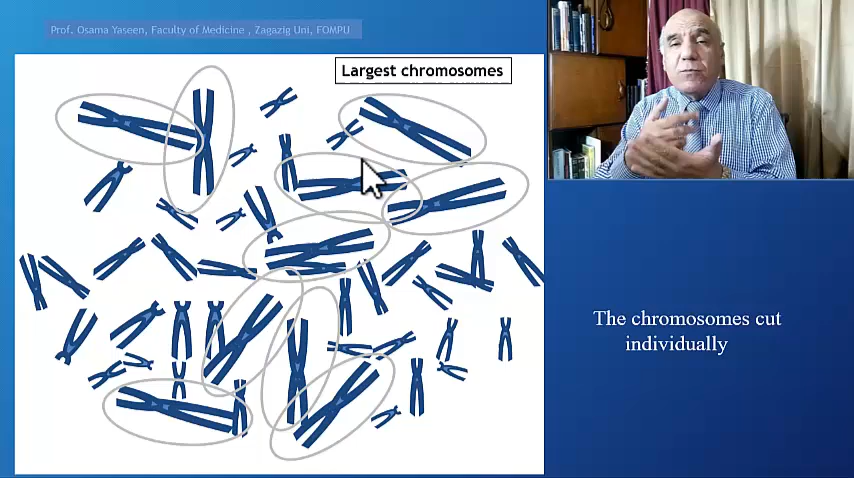 Prof. Osama Yaseen, Faculty of Medicine , Zagazig Uni, FOMPU
Largest chromosomes
The chromosomes cut
individually